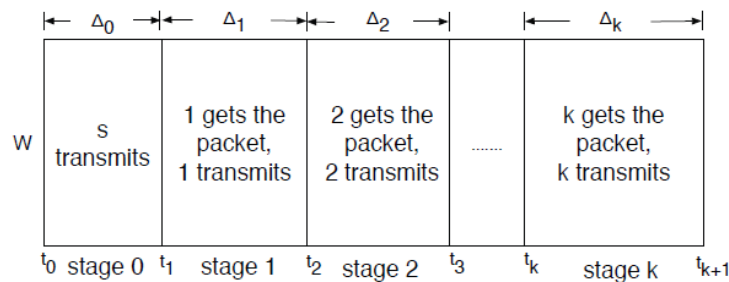 Δ₀ Δ₁ Δ₂ Δₖ
W
s
transmits
1 gets the
packet,
1 transmits
2 gets the
packet,
2 transmits
.......
k gets the
packet,
k transmits
t₀ stage 0 t₁ stage 1 t₂ stage 2 t₃ tₖ stage k tₖ₊₁